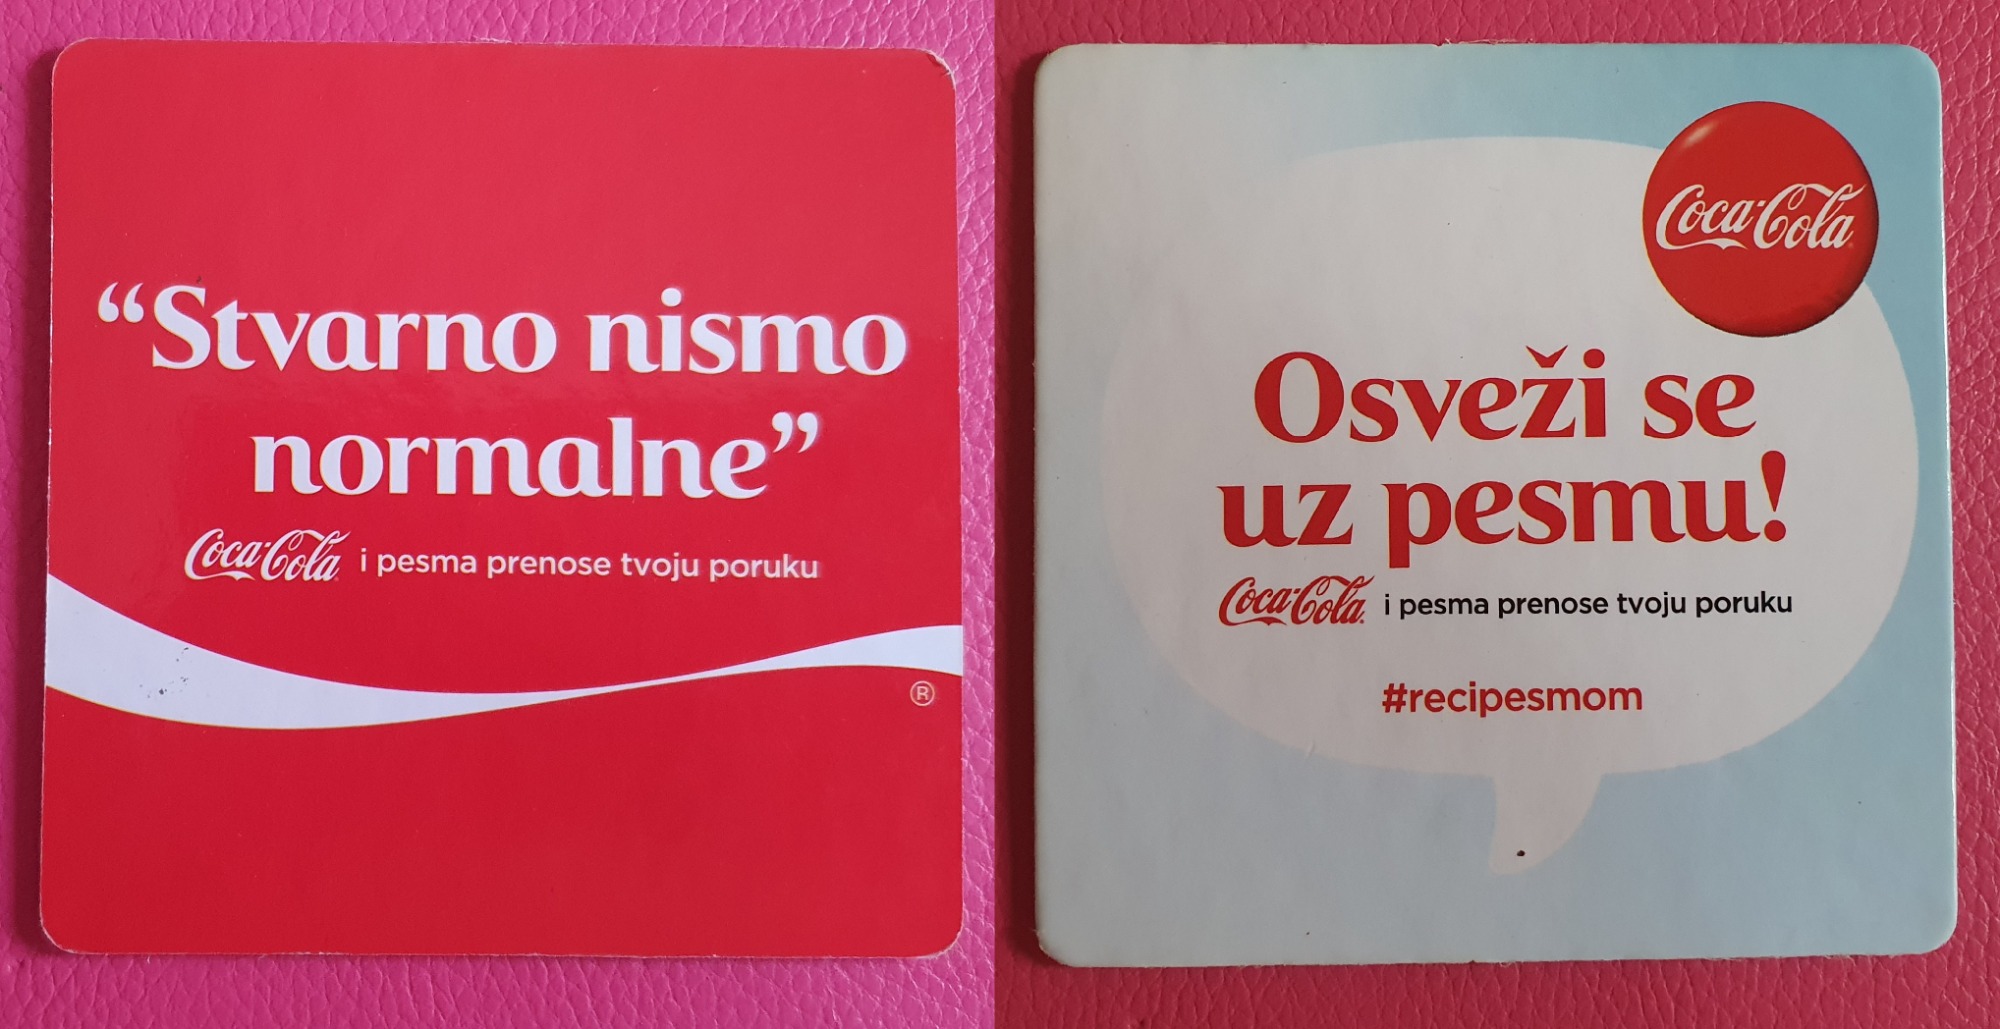 “Stvarno nismo
normalne”
Coca-Cola i pesma prenose tvoju poruku
®
Coca-Cola
Osveži se
uz pesmu!
Coca-Cola i pesma prenose tvoju poruku
#recipesmom